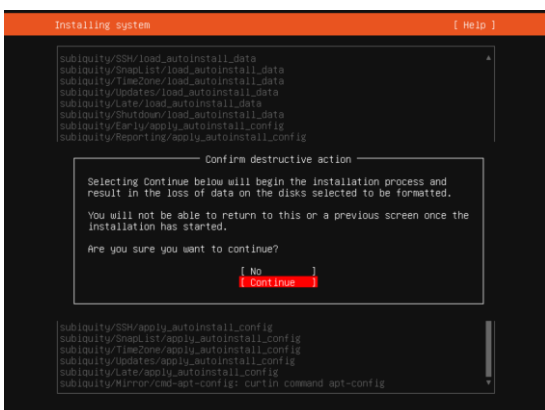 Installing system [ Help ]
subiquity/SSH/load_autoinstall_data
subiquity/SnapList/load_autoinstall_data
subiquity/TimeZone/load_autoinstall_data
subiquity/Updates/load_autoinstall_data
subiquity/Late/load_autoinstall_data
subiquity/Shutdown/load_autoinstall_data
subiquity/Early/apply_autoinstall_config
subiquity/Reporting/apply_autoinstall_config
Confirm destructive action
Selecting Continue below will begin the installation process and
result in the loss of data on the disks selected to be formatted.
You will not be able to return to this or a previous screen once the
installation has started.
Are you sure you want to continue?
[ No ]
[ Continue ]
subiquity/SSH/apply_autoinstall_config
subiquity/SnapList/apply_autoinstall_config
subiquity/TimeZone/apply_autoinstall_config
subiquity/Updates/apply_autoinstall_config
subiquity/Late/apply_autoinstall_config
subiquity/Mirror/cmd-apt-config: curtin command apt-config